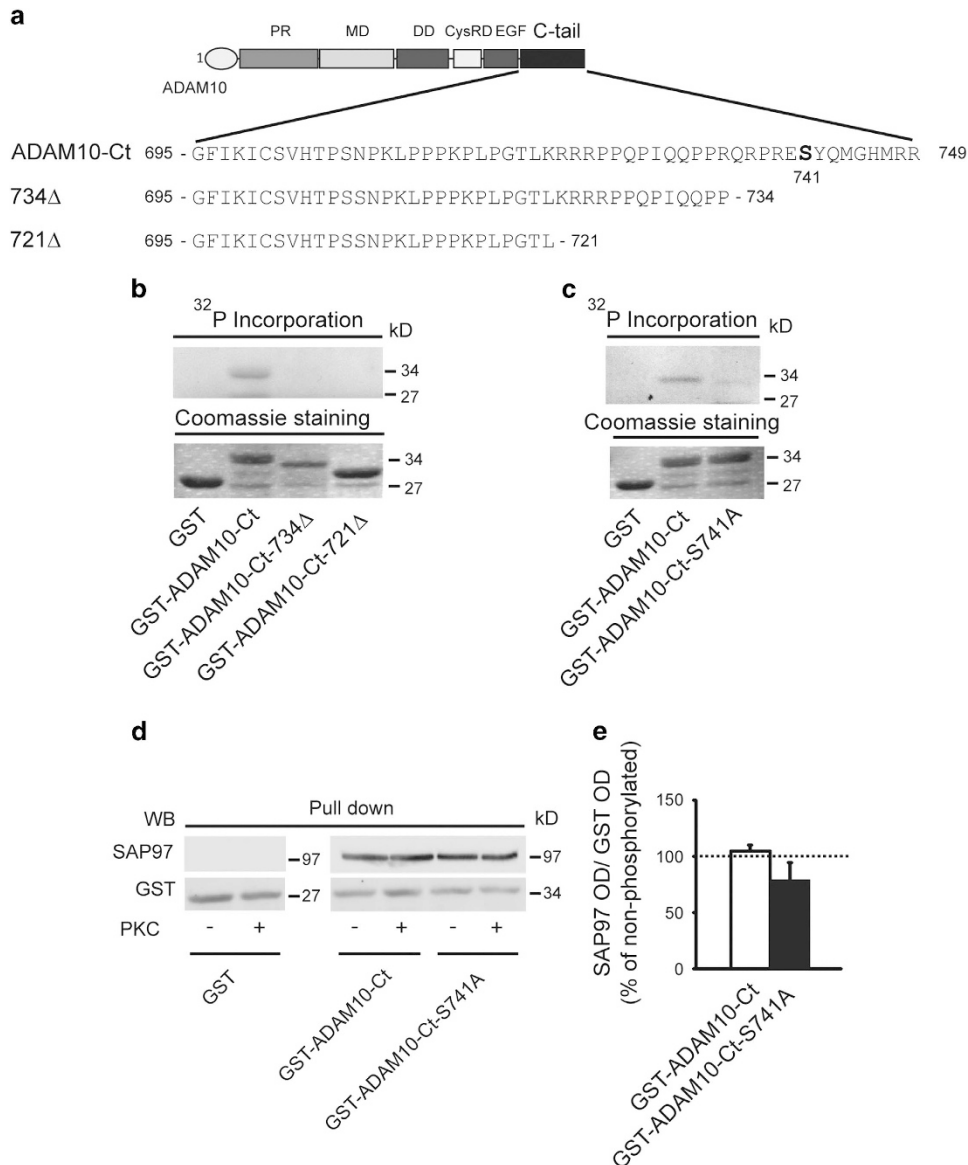 a
PR MD DD CysRD EGF C-tail
1
ADAM10
ADAM10-Ct 695 - GFIKICSVHTPSNPKLPPPKPLPGTLKRRRPPQPIQQPPRQRPRESYQMGHMRR 749
741
734Δ 695 - GFIKICSVHTPSSNPKLPPPKPLPGTLKRRRPPQPIQQPP - 734
721Δ 695 - GFIKICSVHTPSSNPKLPPPKPLPGTL - 721
b
32P Incorporation
kD
34
27
Coomassie staining
34
27
GST
GST-ADAM10-Ct
GST-ADAM10-Ct-734Δ
GST-ADAM10-Ct-721Δ
c
32P Incorporation
kD
34
27
Coomassie staining
34
27
GST
GST-ADAM10-Ct
GST-ADAM10-Ct-S741A
d
Pull down
WB kD
SAP97 97 97
GST 27 34
PKC - + - + - +
GST
GST-ADAM10-Ct
GST-ADAM10-Ct-S741A
e
SAP97 OD/ GST OD
(% of non-phosphorylated)
150
100
50
0
GST-ADAM10-Ct
GST-ADAM10-Ct-S741A